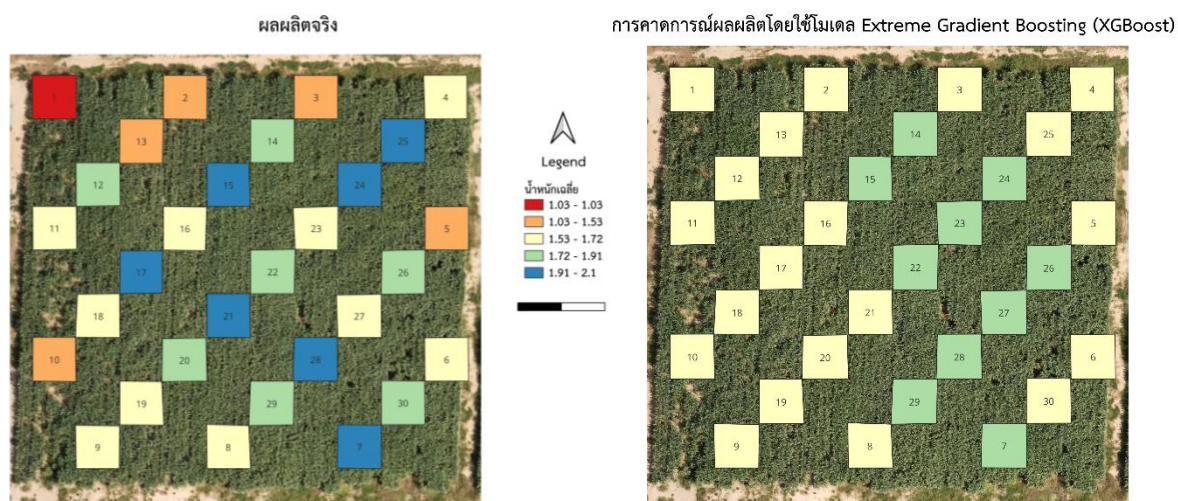 ผลผลิตจริง
การคาดการณ์ผลผลิตโดยใช้โมเดล Extreme Gradient Boosting (XGBoost)
1 2 3 4
13 14 25
12 15 24
11 16 23 5
17 22 26
18 21 27
10 20 28 6
19 29 30
9 8 7
Legend
น้ำหนักเฉลี่ย
1.03 - 1.03
1.03 - 1.53
1.53 - 1.72
1.72 - 1.91
1.91 - 2.1
1 2 3 4
13 14 25
12 15 24
11 16 23 5
17 22 26
18 21 27
10 20 28 6
19 29 30
9 8 7